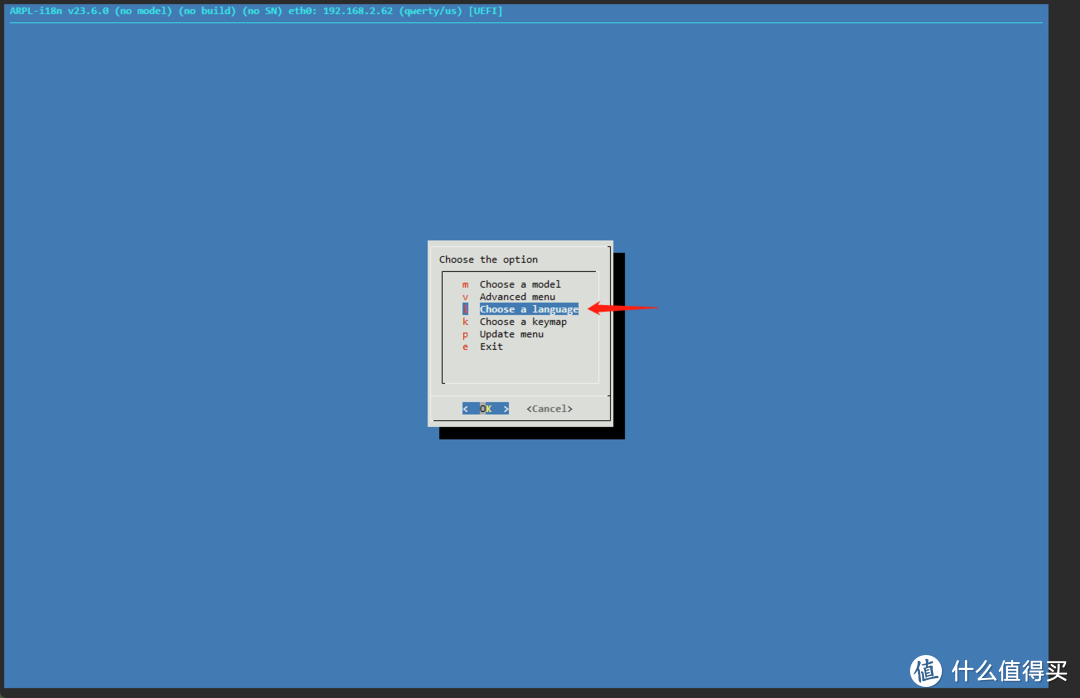 ARPL-i18n v23.6.0 (no model) (no build) (no SN) eth0: 192.168.2.62 (qwerty/us) [UEFI]
Choose the option
m Choose a model
v Advanced menu
Choose a language
k Choose a keymap
p Update menu
e Exit
< OK > <Cancel>
值 什么值得买